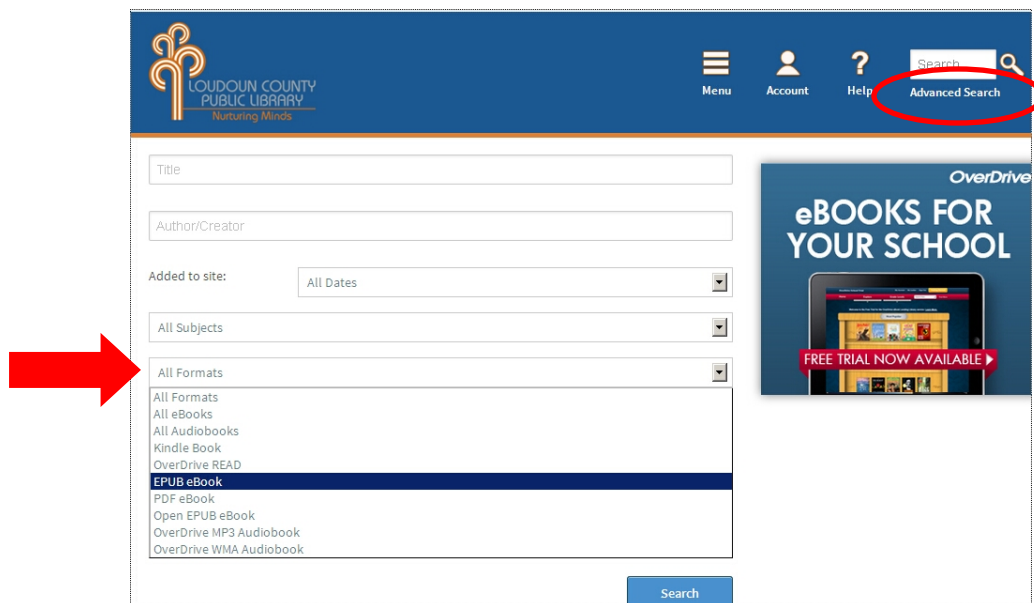 LOUDOUN COUNTY
PUBLIC LIBRARY
Nurturing Minds
Menu
Account
Help
Search
Advanced Search
Title
Author/Creator
Added to site:
All Dates
All Subjects
All Formats
All Formats
All eBooks
All Audiobooks
Kindle Book
OverDrive READ
EPUB eBook
PDF eBook
Open EPUB eBook
OverDrive MP3 Audiobook
OverDrive WMA Audiobook
Search
OverDrive
eBOOKS FOR
YOUR SCHOOL
FREE TRIAL NOW AVAILABLE